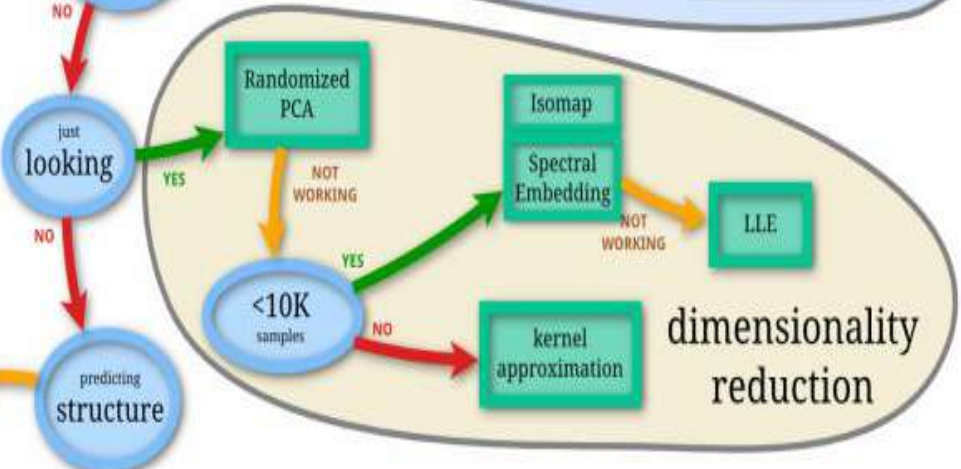 NO
just
looking
YES
NO
Randomized
PCA
NOT
WORKING
<10K
samples
YES
NO
Isomap
Spectral
Embedding
NOT
WORKING
LLE
kernel
approximation
dimensionality
reduction
predicting
structure